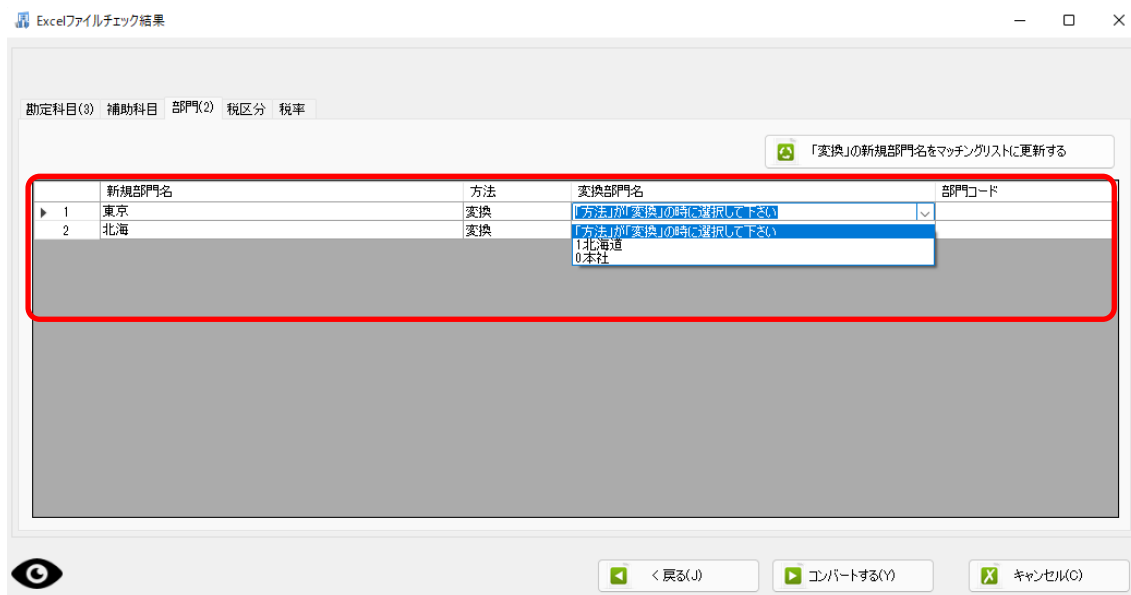 Excelファイルチェック結果
勘定科目(3) 補助科目 部門(2) 税区分 税率
「変換」の新規部門名をマッチングリストに更新する
新規部門名 方法 変換部門名 部門コード
1 東京 変換 「方法」が「変換」の時に選択して下さい
2 北海 変換 「方法」が「変換」の時に選択して下さい
1:北海道
0:本社
< 戻る(J) コンバートする(Y) キャンセル(C)